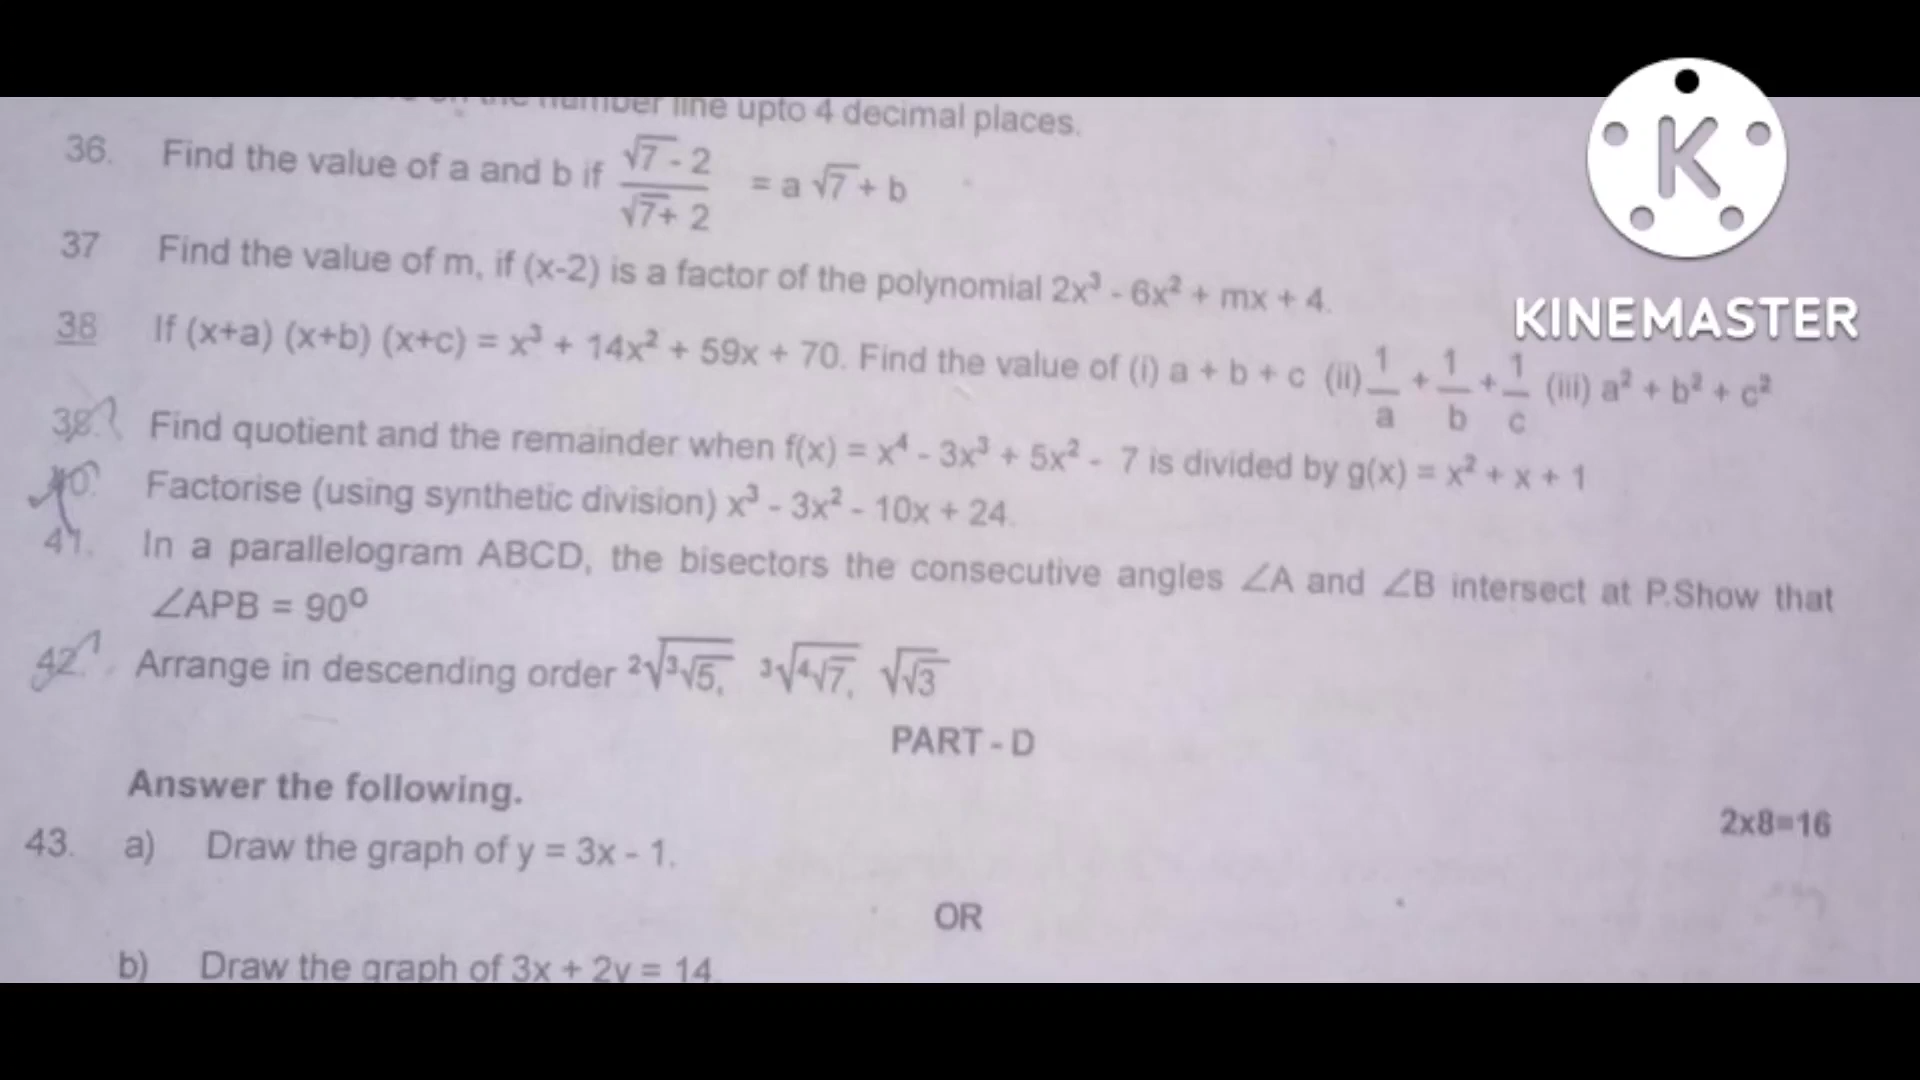 number line upto 4 decimal places.
36. Find the value of a and b if (√7 - 2)/(√7 + 2) = a √7 + b
37 Find the value of m, if (x-2) is a factor of the polynomial 2x³ - 6x² + mx + 4.
38 If (x+a) (x+b) (x+c) = x³ + 14x² + 59x + 70. Find the value of (i) a + b + c (ii) 1/a + 1/b + 1/c (iii) a² + b² + c²
Find quotient and the remainder when f(x) = x⁴ - 3x³ + 5x² - 7 is divided by g(x) = x² + x + 1
40. Factorise (using synthetic division) x³ - 3x² - 10x + 24.
41. In a parallelogram ABCD, the bisectors the consecutive angles ∠A and ∠B intersect at P.Show that
∠APB = 90⁰
42. Arrange in descending order ²√³√5, ³√⁴√7, √√3
PART - D
Answer the following.
2x8=16
43. a) Draw the graph of y = 3x - 1.
OR
b) Draw the graph of 3x + 2y = 14.
K
KINEMASTER